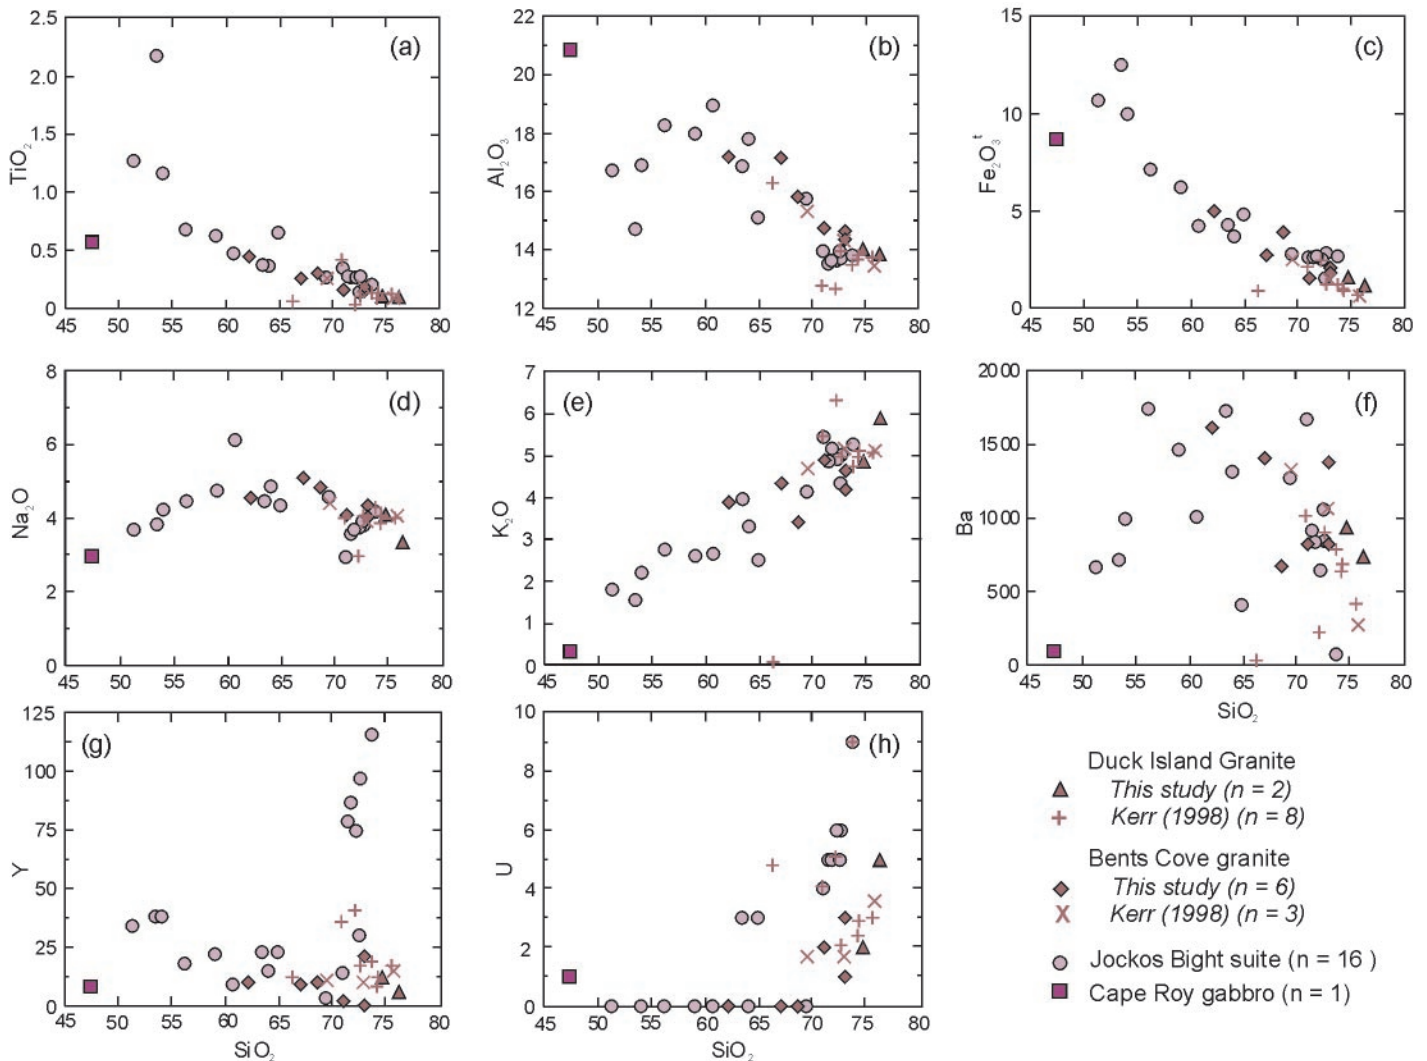 2.5
2.0
1.5
1.0
0.5
0
TiO2
(a)
45 50 55 60 65 70 75 80
22
20
18
16
14
12
Al2O3
(b)
45 50 55 60 65 70 75 80
15
10
5
0
Fe2O3t
(c)
45 50 55 60 65 70 75 80
8
6
4
2
0
Na2O
(d)
45 50 55 60 65 70 75 80
7
6
5
4
3
2
1
0
K2O
(e)
45 50 55 60 65 70 75 80
2000
1500
1000
500
0
Ba
(f)
45 50 55 60 65 70 75 80
SiO2
125
100
75
50
25
0
Y
(g)
45 50 55 60 65 70 75 80
SiO2
10
8
6
4
2
0
U
(h)
45 50 55 60 65 70 75 80
SiO2
Duck Island Granite
This study (n = 2)
Kerr (1998) (n = 8)
Bents Cove granite
This study (n = 6)
Kerr (1998) (n = 3)
Jockos Bight suite (n = 16 )
Cape Roy gabbro (n = 1)